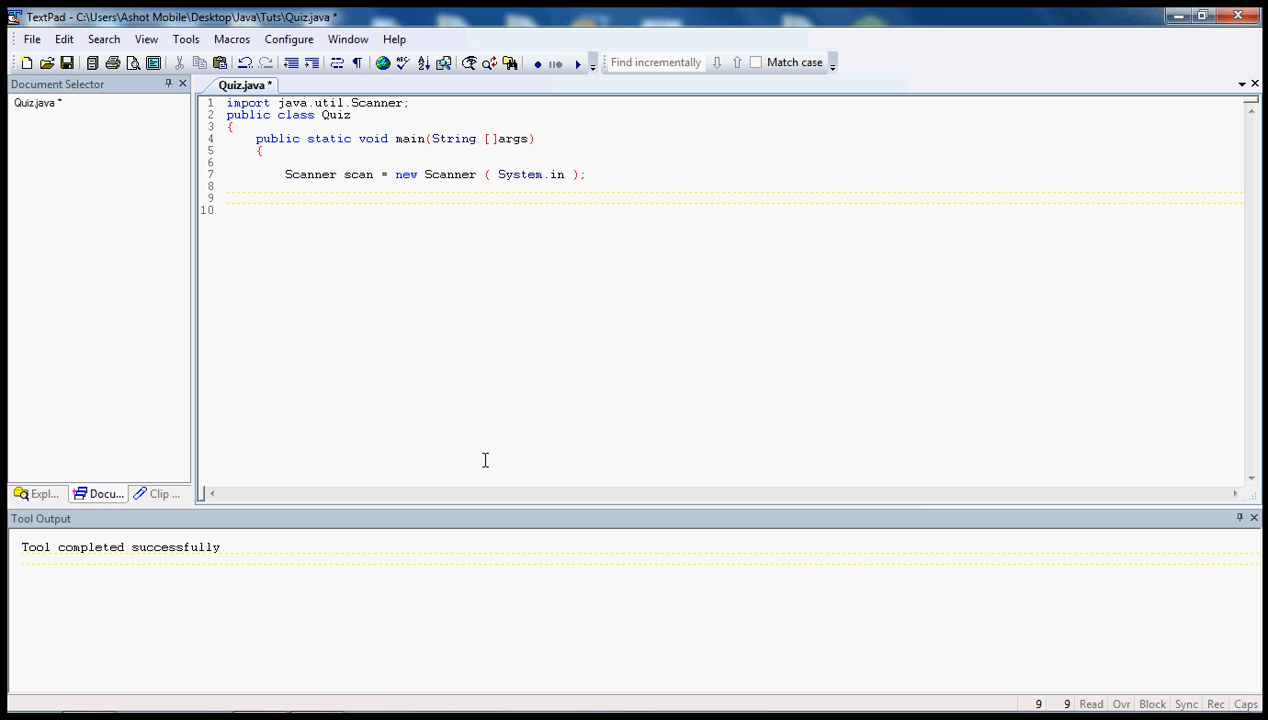 TextPad - C:\Users\Ashot Mobile\Desktop\Java\Tuts\Quiz.java *
File Edit Search View Tools Macros Configure Window Help
Find incrementally Match case
Document Selector
Quiz.java *
Quiz.java *
1 import java.util.Scanner;
2 public class Quiz
3 {
4 public static void main(String []args)
5 {
6
7 Scanner scan = new Scanner ( System.in );
8
9
10
Expl... Docu... Clip ...
Tool Output
Tool completed successfully
9 9 Read Ovr Block Sync Rec Caps